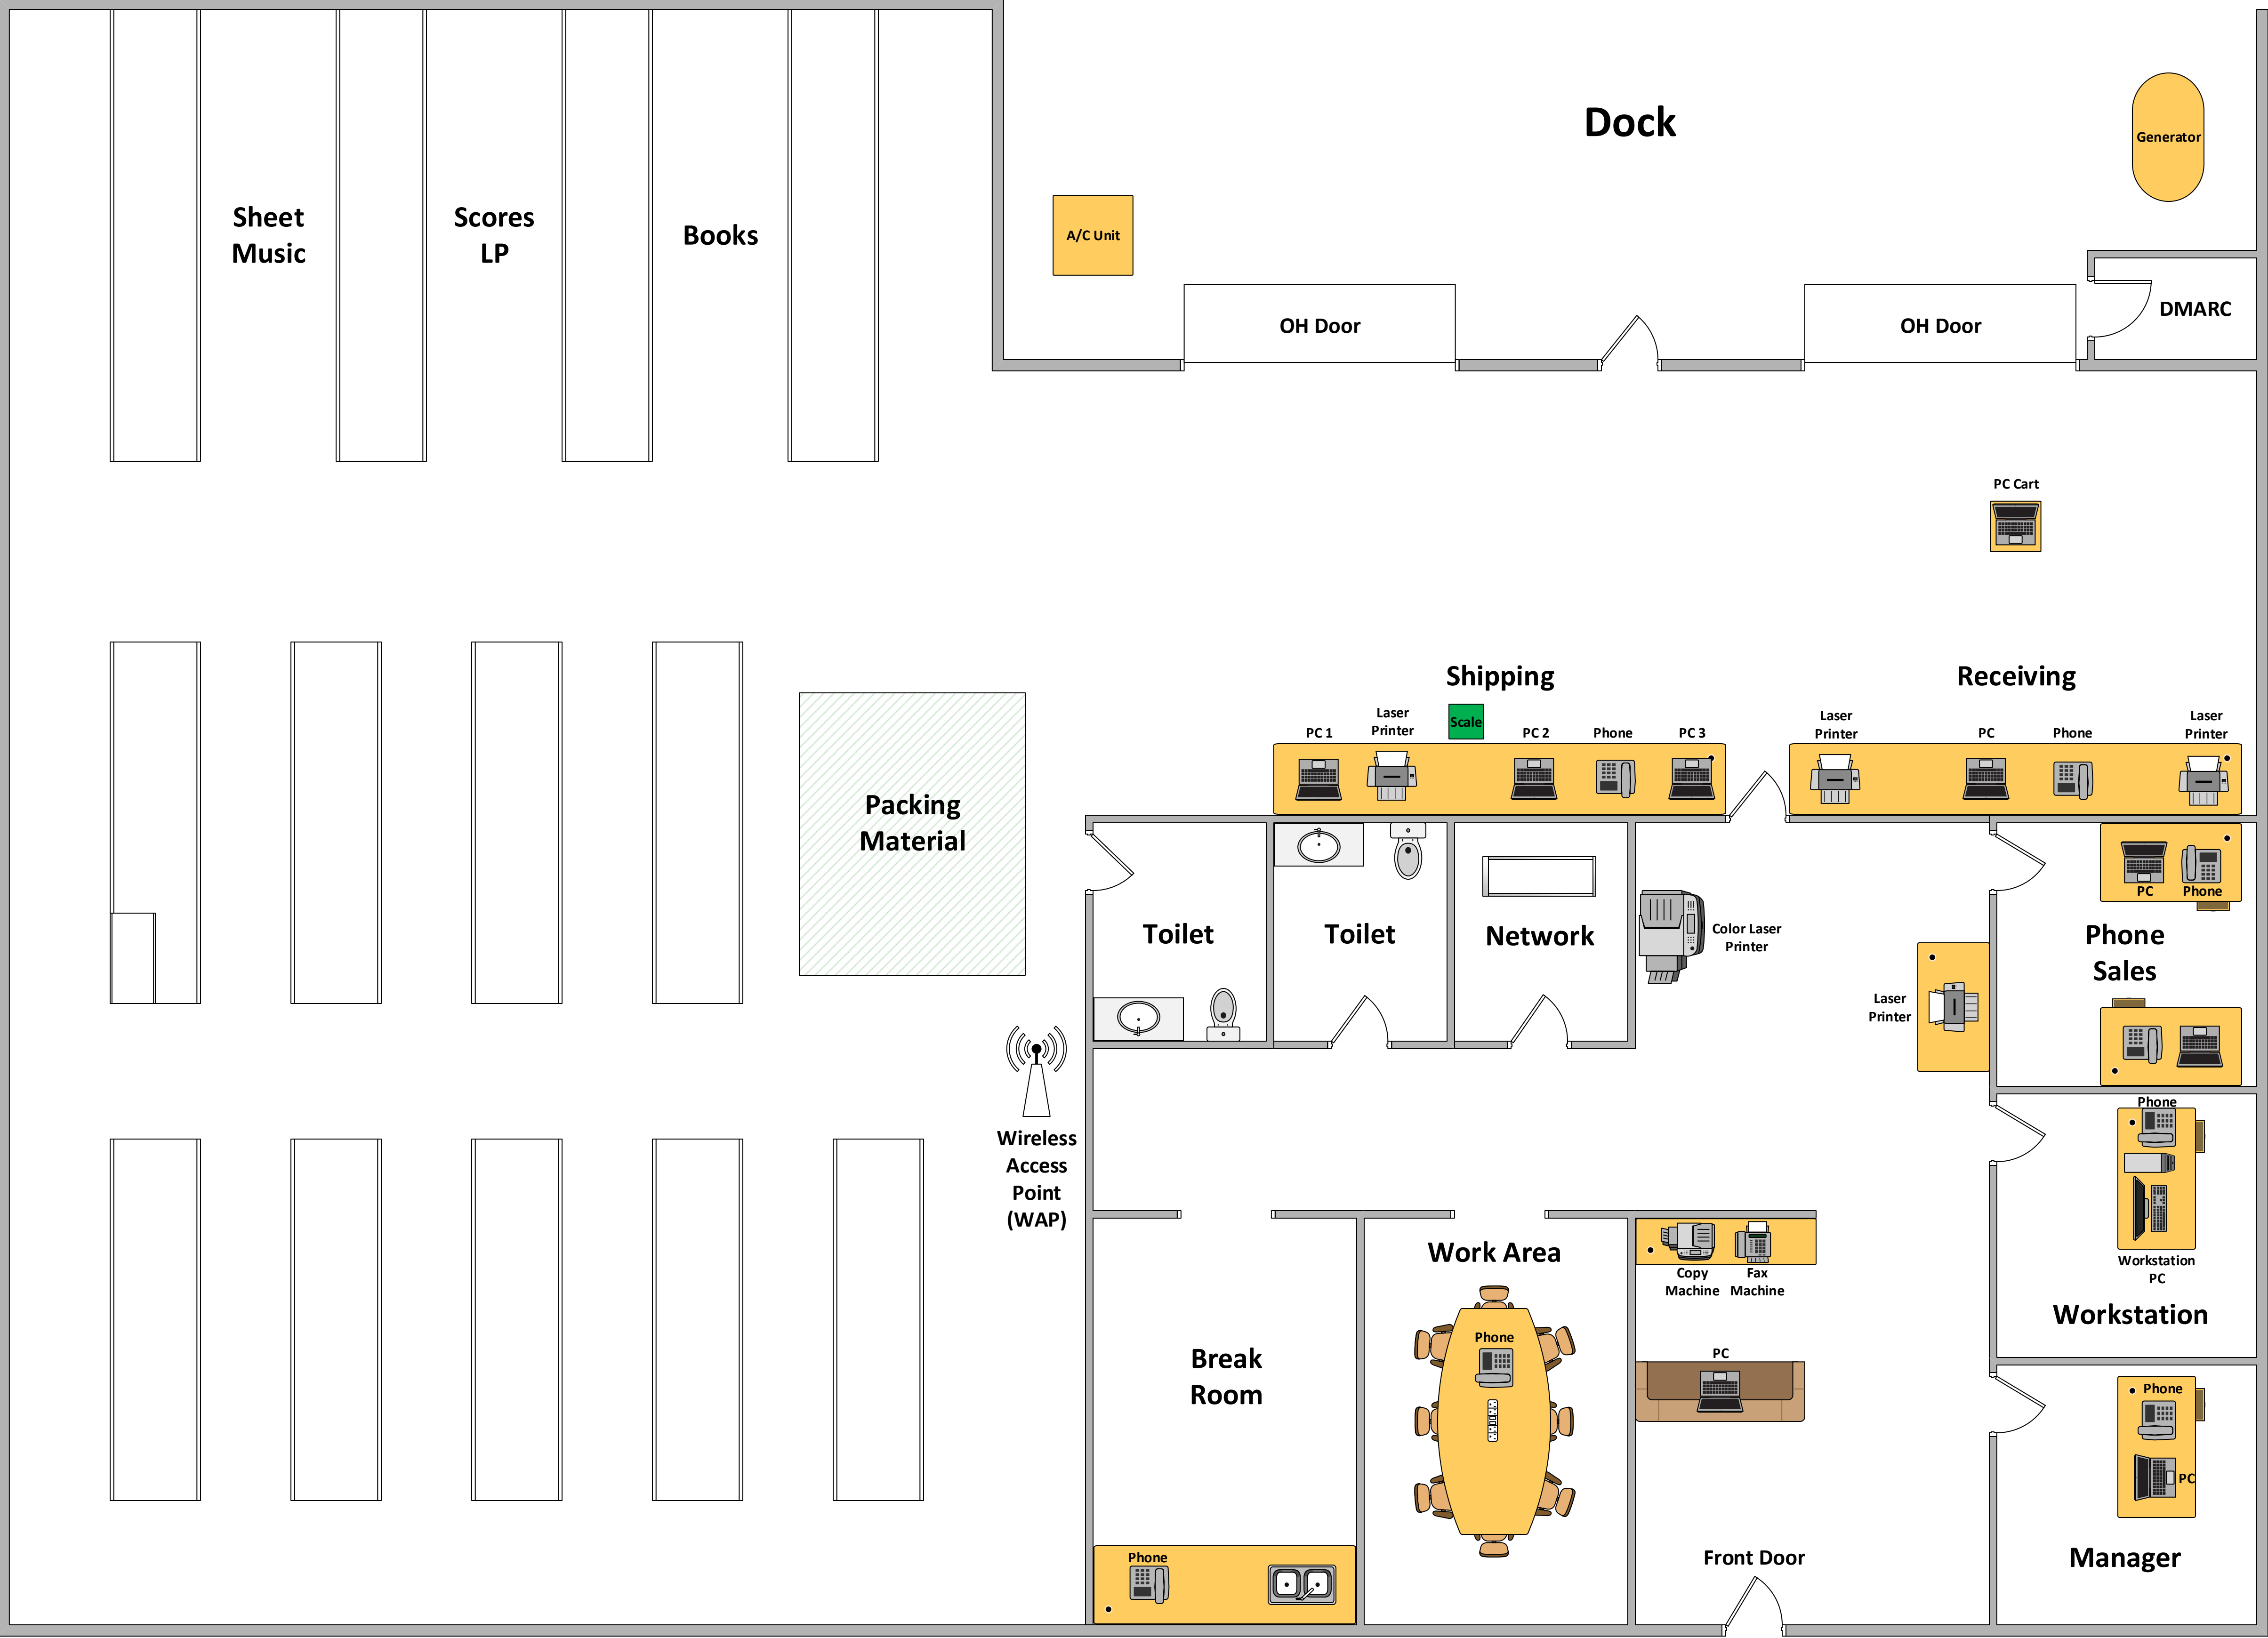 Dock
Generator
Sheet
Music
Scores
LP
Books
A/C Unit
OH Door
OH Door
DMARC
PC Cart
Shipping
Receiving
PC 1
Laser
Printer
Scale
PC 2
Phone
PC 3
Laser
Printer
PC
Phone
Laser
Printer
Packing
Material
Toilet
Toilet
Network
Color Laser
Printer
PC
Phone
Phone
Sales
Laser
Printer
Wireless
Access
Point
(WAP)
Phone
Workstation
PC
Workstation
Work Area
Copy
Machine
Fax
Machine
Phone
Break
Room
PC
Phone
PC
Manager
Phone
Front Door